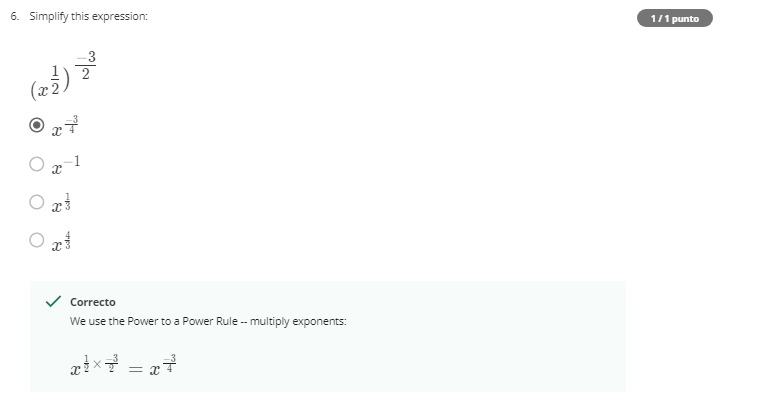 6. Simplify this expression:
1 / 1 punto
(x^{\frac{1}{2}})^{\frac{-3}{2}}
x^{\frac{-3}{4}}
x^{-1}
x^{\frac{1}{3}}
x^{\frac{4}{3}}
Correcto
We use the Power to a Power Rule -- multiply exponents:
x^{\frac{1}{2} \times \frac{-3}{2}} = x^{\frac{-3}{4}}